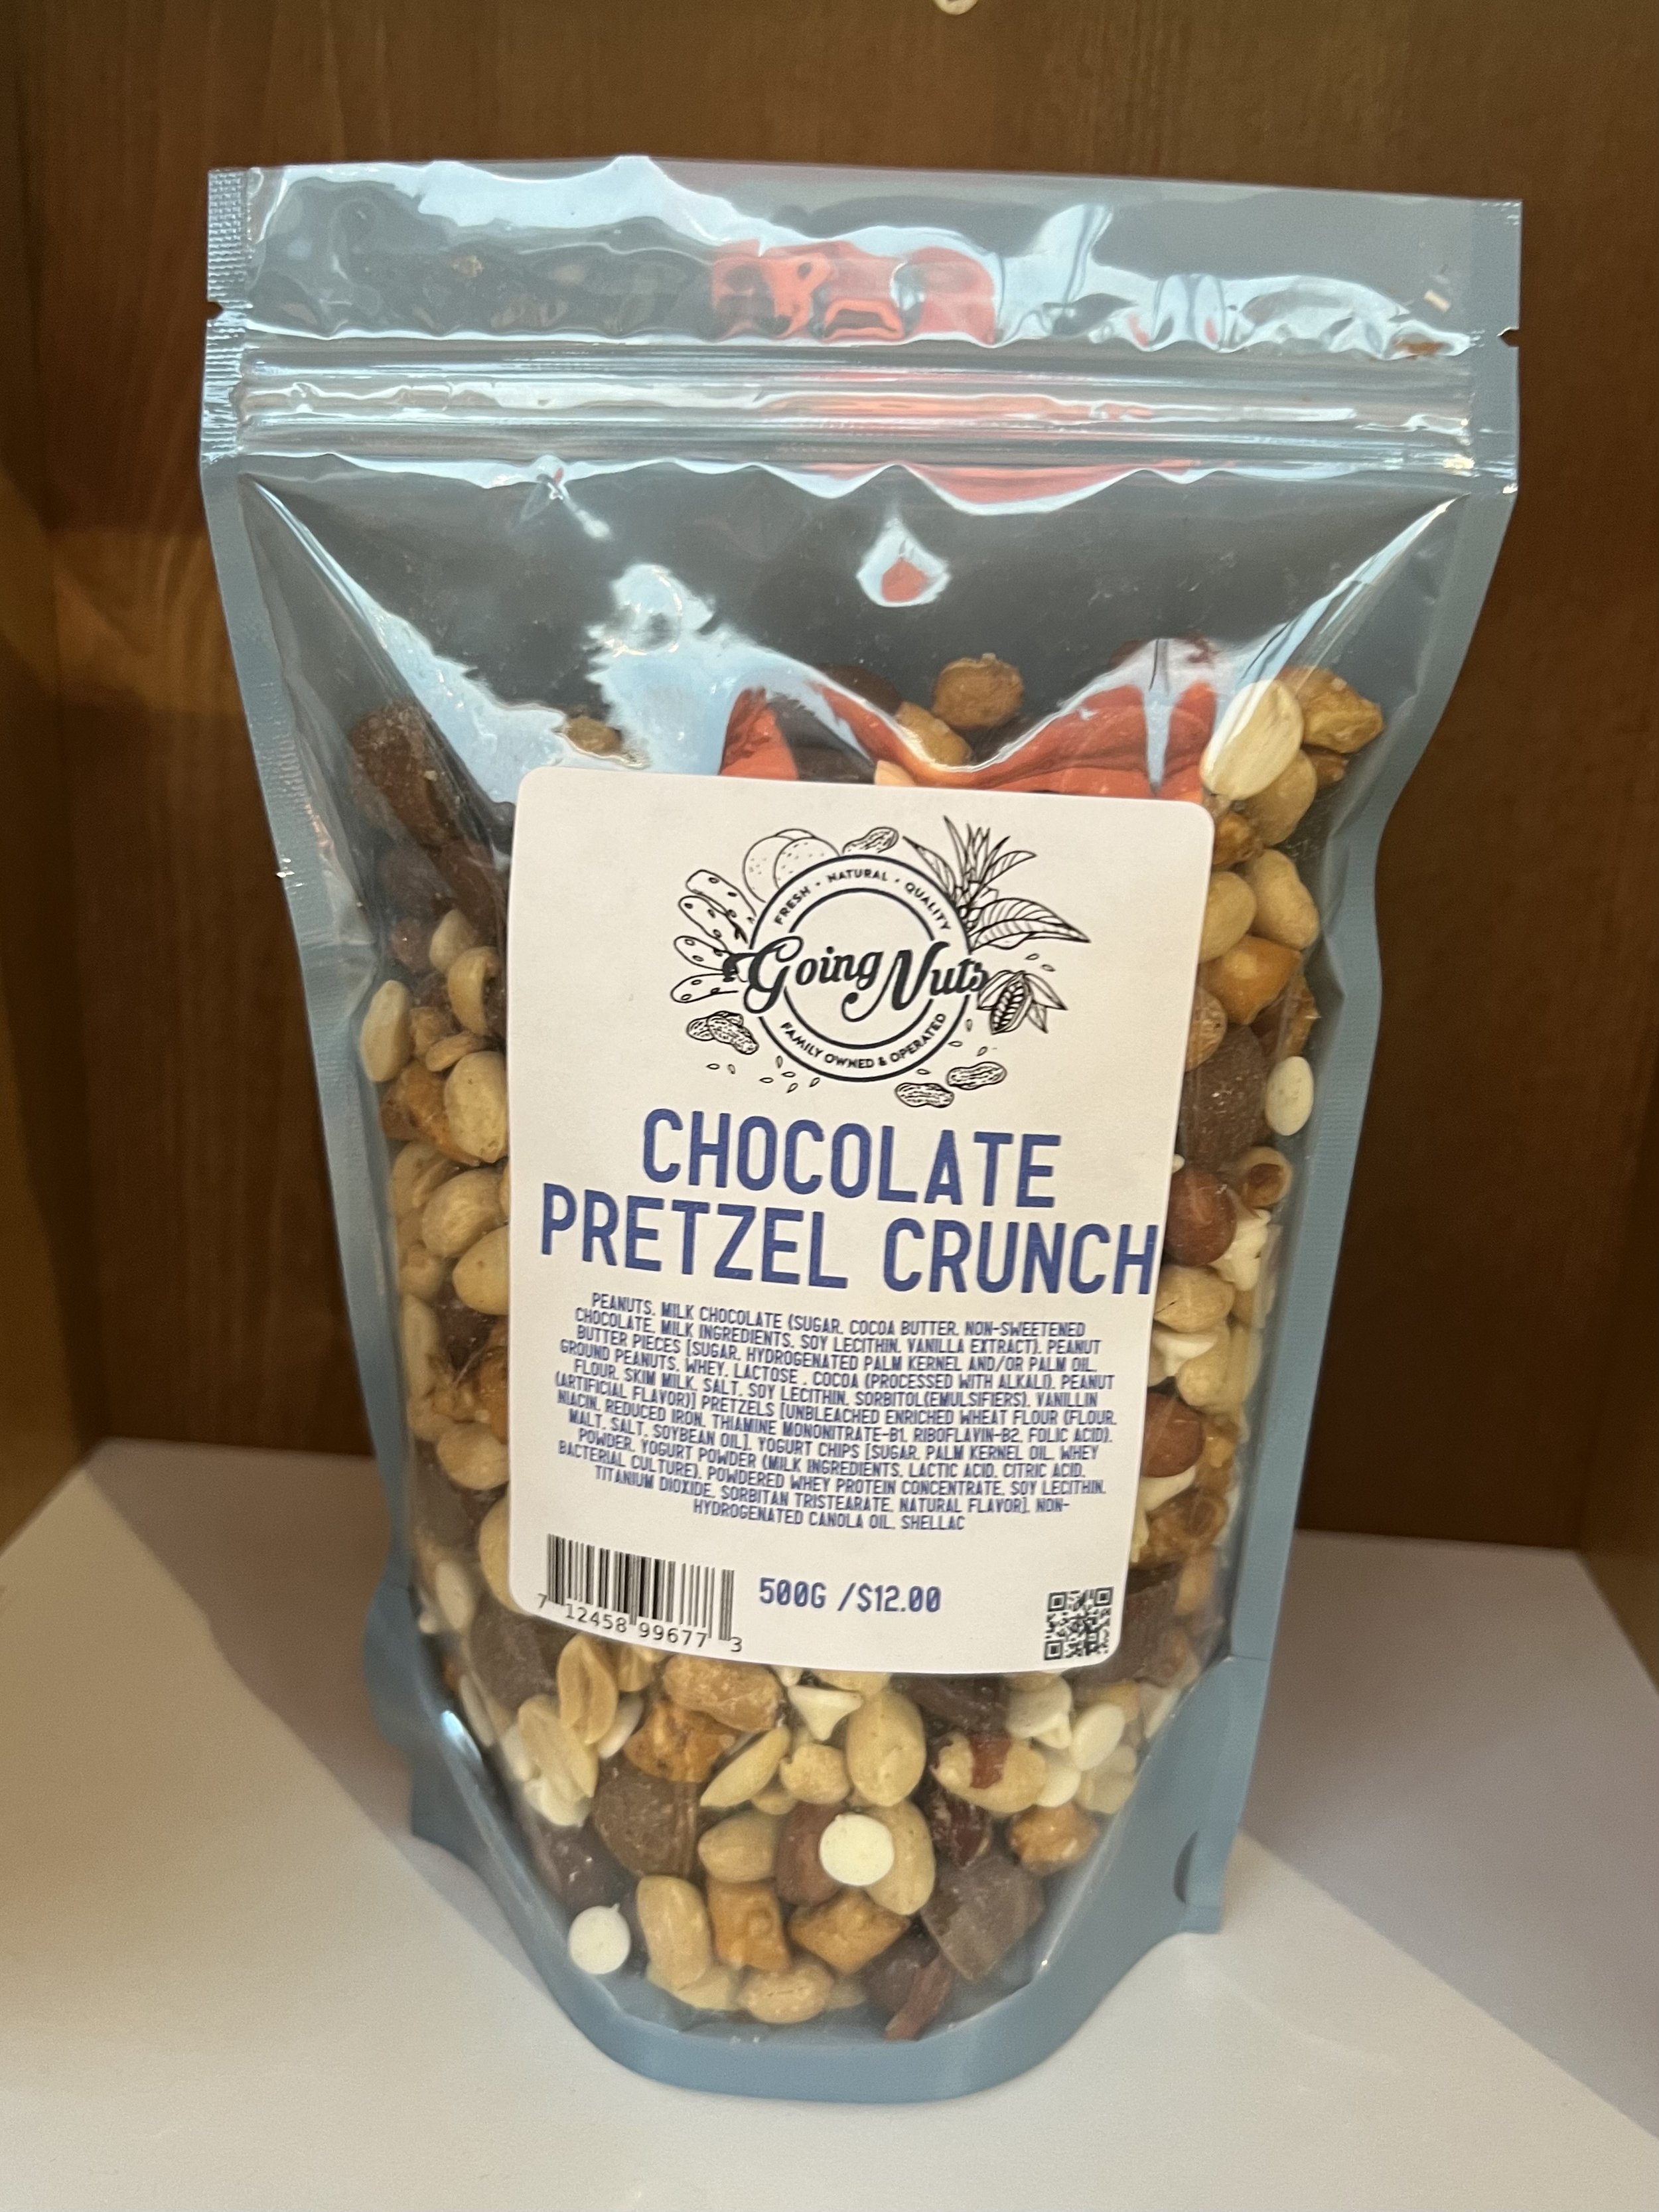 FRESH • NATURAL • QUALITY
Going Nuts
FAMILY OWNED & OPERATED
CHOCOLATE
PRETZEL CRUNCH
PEANUTS, MILK CHOCOLATE (SUGAR, COCOA BUTTER, NON-SWEETENED
CHOCOLATE, MILK INGREDIENTS, SOY LECITHIN, VANILLA EXTRACT), PEANUT
BUTTER PIECES [SUGAR, HYDROGENATED PALM KERNEL AND/OR PALM OIL,
GROUND PEANUTS, WHEY, LACTOSE , COCOA (PROCESSED WITH ALKALI), PEANUT
FLOUR, SKIM MILK, SALT, SOY LECITHIN, SORBITOL(EMULSIFIERS), VANILLIN
(ARTIFICIAL FLAVOR)] PRETZELS [UNBLEACHED ENRICHED WHEAT FLOUR (FLOUR,
NIACIN, REDUCED IRON, THIAMINE MONONITRATE-B1, RIBOFLAVIN-B2, FOLIC ACID),
MALT, SALT, SOYBEAN OIL], YOGURT CHIPS [SUGAR, PALM KERNEL OIL, WHEY
POWDER, YOGURT POWDER (MILK INGREDIENTS, LACTIC ACID, CITRIC ACID,
BACTERIAL CULTURE), POWDERED WHEY PROTEIN CONCENTRATE, SOY LECITHIN,
TITANIUM DIOXIDE, SORBITAN TRISTEARATE, NATURAL FLAVOR], NON-
HYDROGENATED CANOLA OIL, SHELLAC
500G /$12.00
7 12458 99677 3